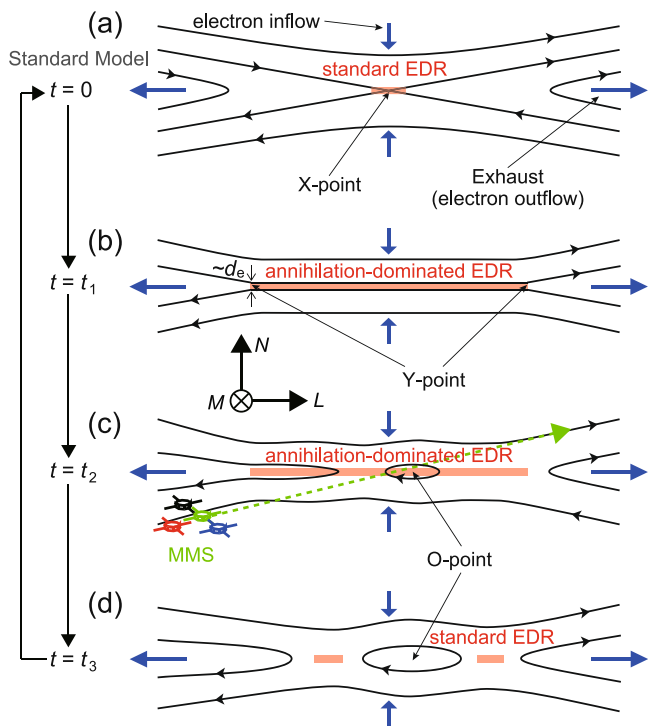 (a)
electron inflow
Standard Model
standard EDR
t = 0
X-point
Exhaust
(electron outflow)
(b)
~de
annihilation-dominated EDR
t = t1
N
Y-point
M
L
(c)
annihilation-dominated EDR
t = t2
MMS
O-point
(d)
standard EDR
t = t3